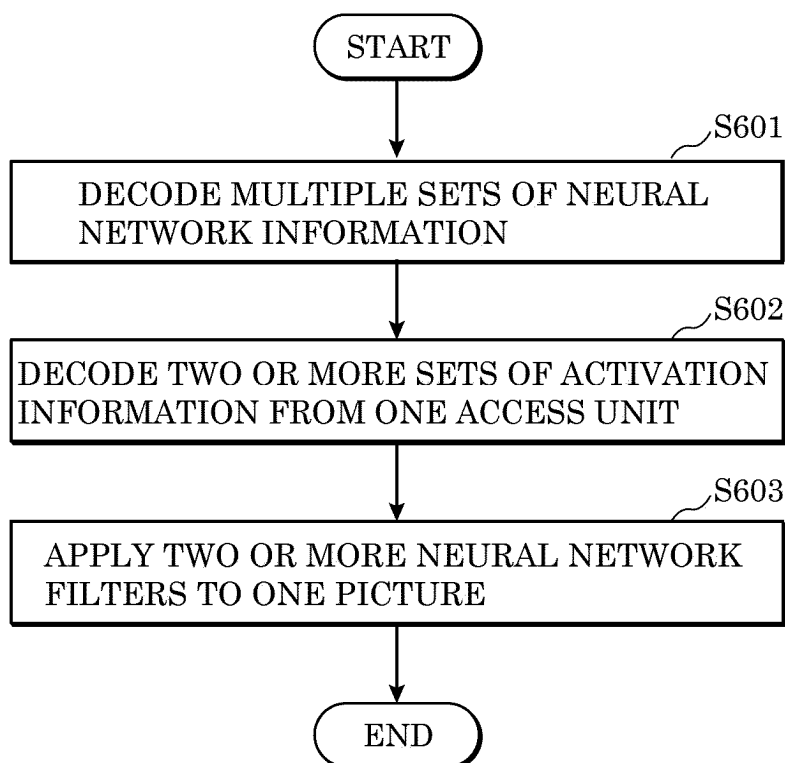 START
S601
DECODE MULTIPLE SETS OF NEURAL
NETWORK INFORMATION
S602
DECODE TWO OR MORE SETS OF ACTIVATION
INFORMATION FROM ONE ACCESS UNIT
S603
APPLY TWO OR MORE NEURAL NETWORK
FILTERS TO ONE PICTURE
END